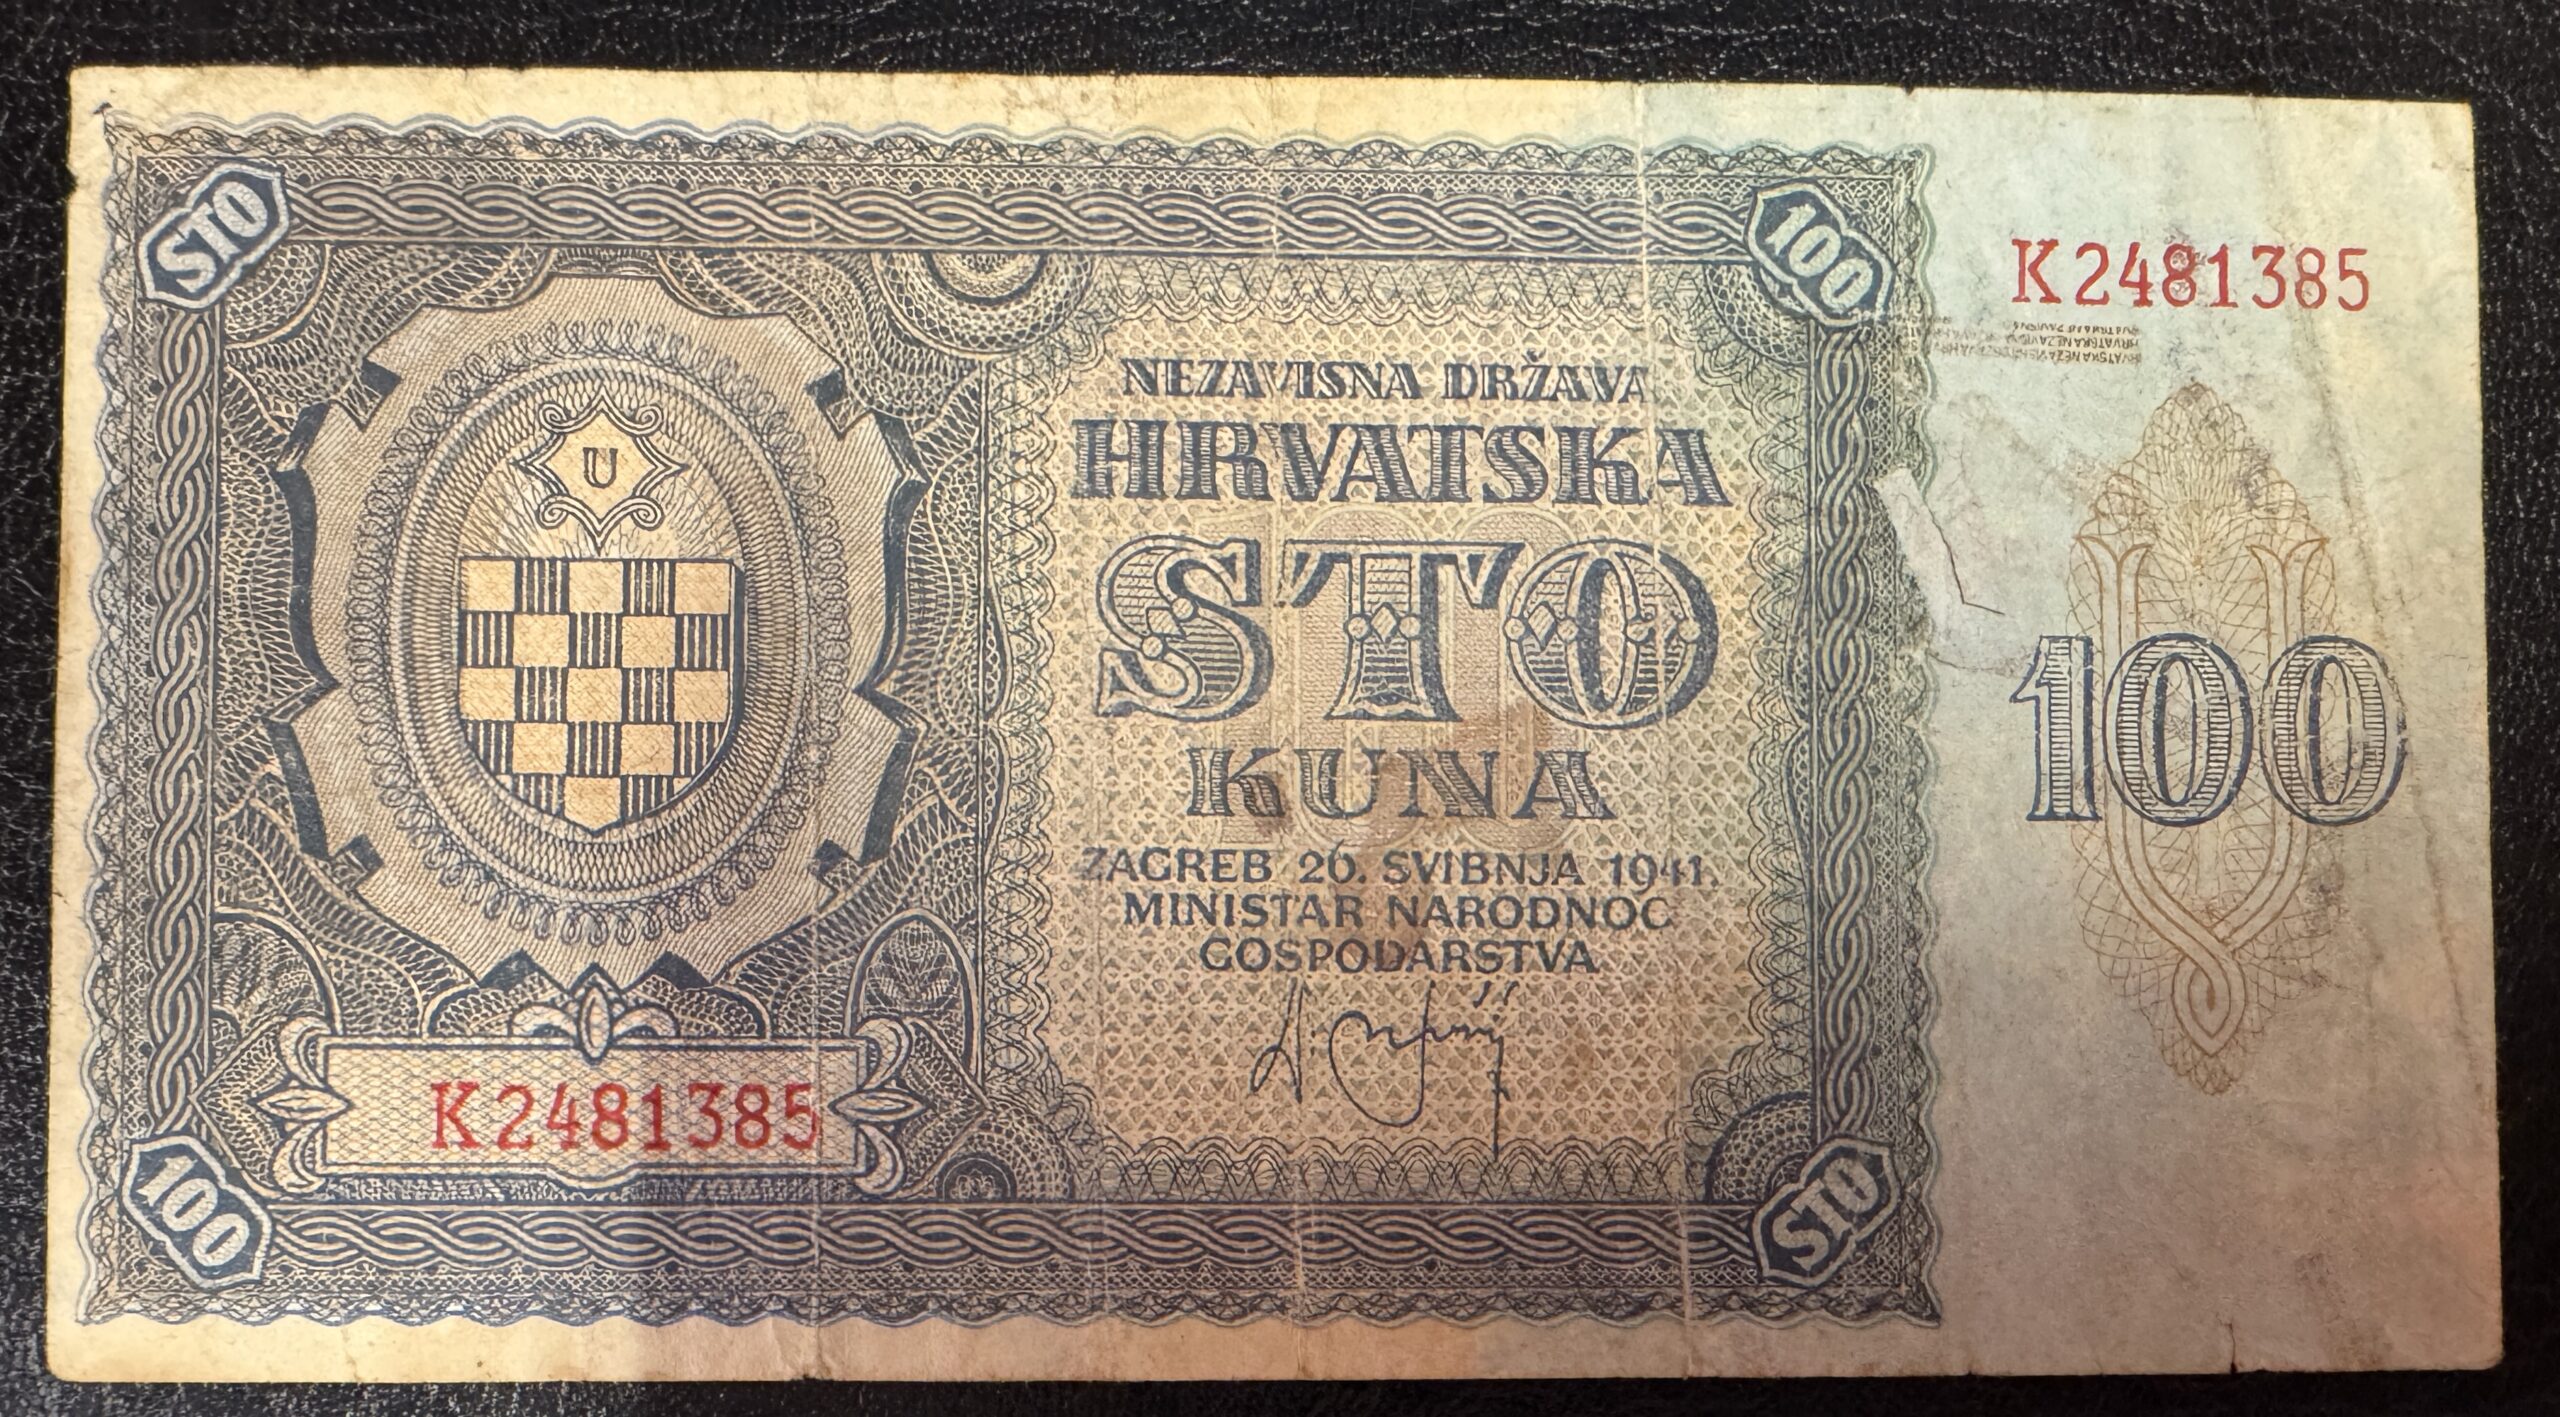 STO
100
K2481385
U
NEZAVISNA DRŽAVA
HRVATSKA
STO
KUNA
100
ZAGREB 26. SVIBNJA 1941.
MINISTAR NARODNOG
GOSPODARSTVA
K2481385
100
STO